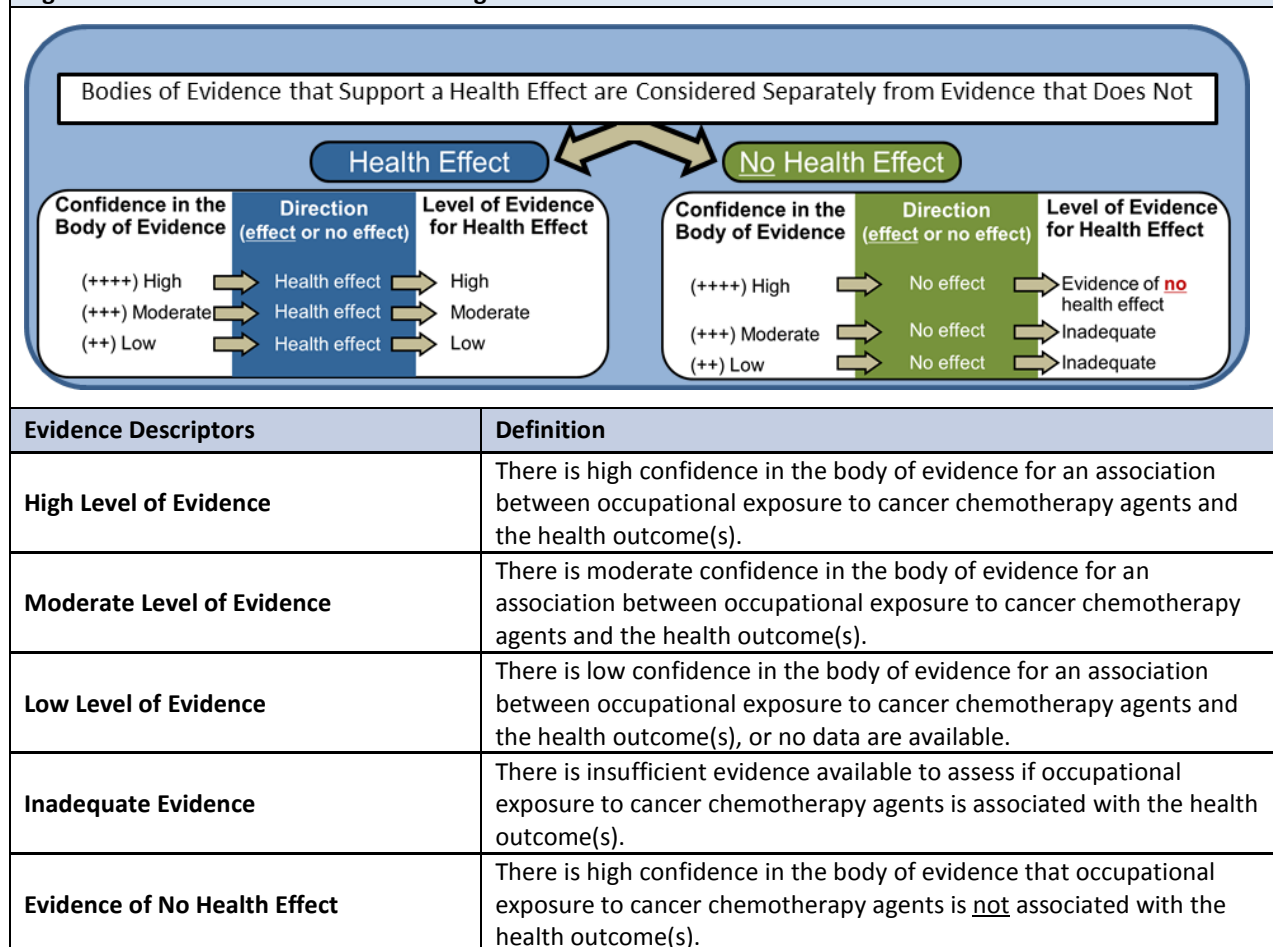 Bodies of Evidence that Support a Health Effect are Considered Separately from Evidence that Does Not
Health Effect
Confidence in the
Body of Evidence
Direction
(effect or no effect)
Level of Evidence
for Health Effect
(++++) High
Health effect
High
(+++) Moderate
Health effect
Moderate
(++) Low
Health effect
Low
No Health Effect
Confidence in the
Body of Evidence
Direction
(effect or no effect)
Level of Evidence
for Health Effect
(++++) High
No effect
Evidence of no
health effect
(+++) Moderate
No effect
Inadequate
(++) Low
No effect
Inadequate
Evidence Descriptors
Definition
High Level of Evidence
There is high confidence in the body of evidence for an association
between occupational exposure to cancer chemotherapy agents and
the health outcome(s).
Moderate Level of Evidence
There is moderate confidence in the body of evidence for an
association between occupational exposure to cancer chemotherapy
agents and the health outcome(s).
Low Level of Evidence
There is low confidence in the body of evidence for an association
between occupational exposure to cancer chemotherapy agents and
the health outcome(s), or no data are available.
Inadequate Evidence
There is insufficient evidence available to assess if occupational
exposure to cancer chemotherapy agents is associated with the health
outcome(s).
Evidence of No Health Effect
There is high confidence in the body of evidence that occupational
exposure to cancer chemotherapy agents is not associated with the
health outcome(s).